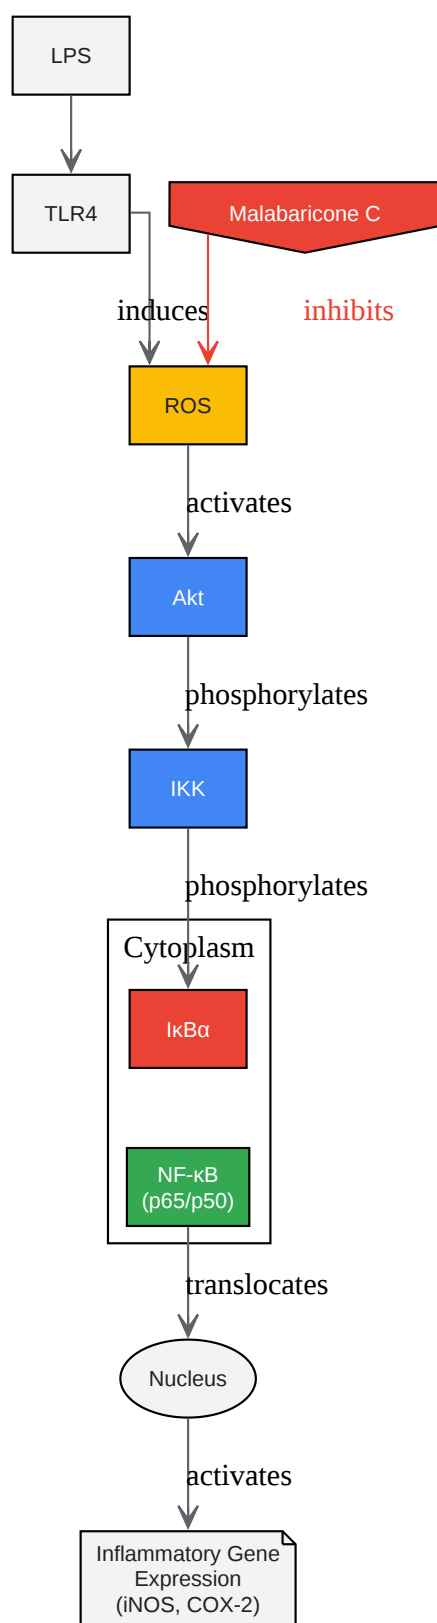 LPS
TLR4
Malabaricone C
induces
inhibits
ROS
activates
Akt
phosphorylates
IKK
phosphorylates
Cytoplasm
IκBα
NF-κB
(p65/p50)
translocates
Nucleus
activates
Inflammatory Gene
Expression
(iNOS, COX-2)